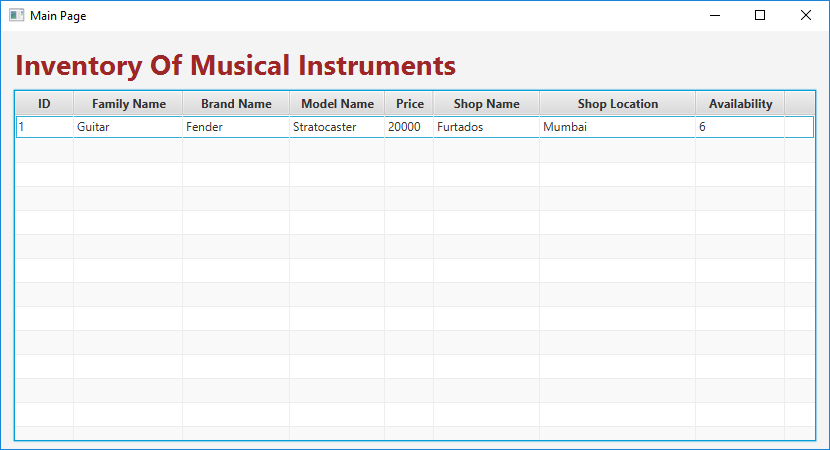 Main Page
Inventory Of Musical Instruments
ID Family Name Brand Name Model Name Price Shop Name Shop Location Availability
1 Guitar Fender Stratocaster 20000 Furtados Mumbai 6